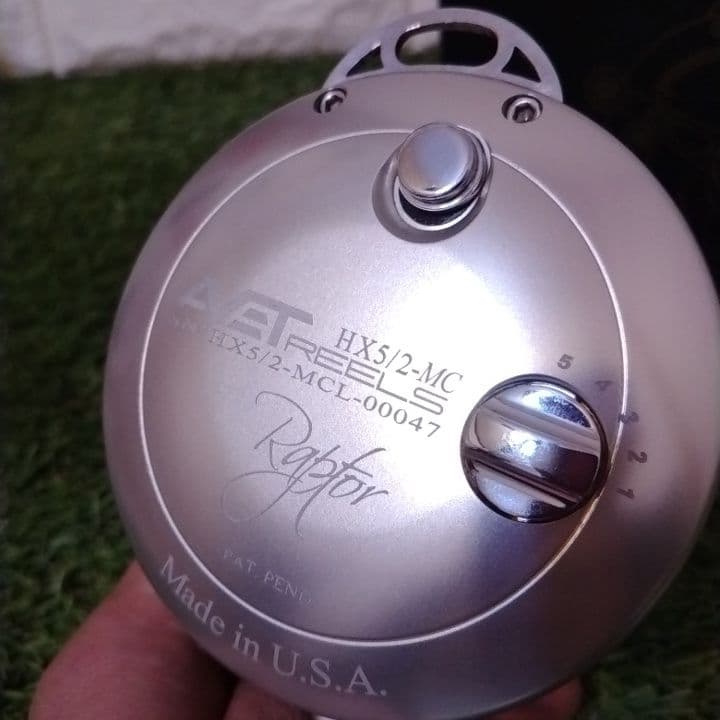 AVET REELS
HX5/2-MC
HX5/2-MCL-00047
Raptor
PAT. PEND.
Made in U.S.A.
5
4
3
2
1